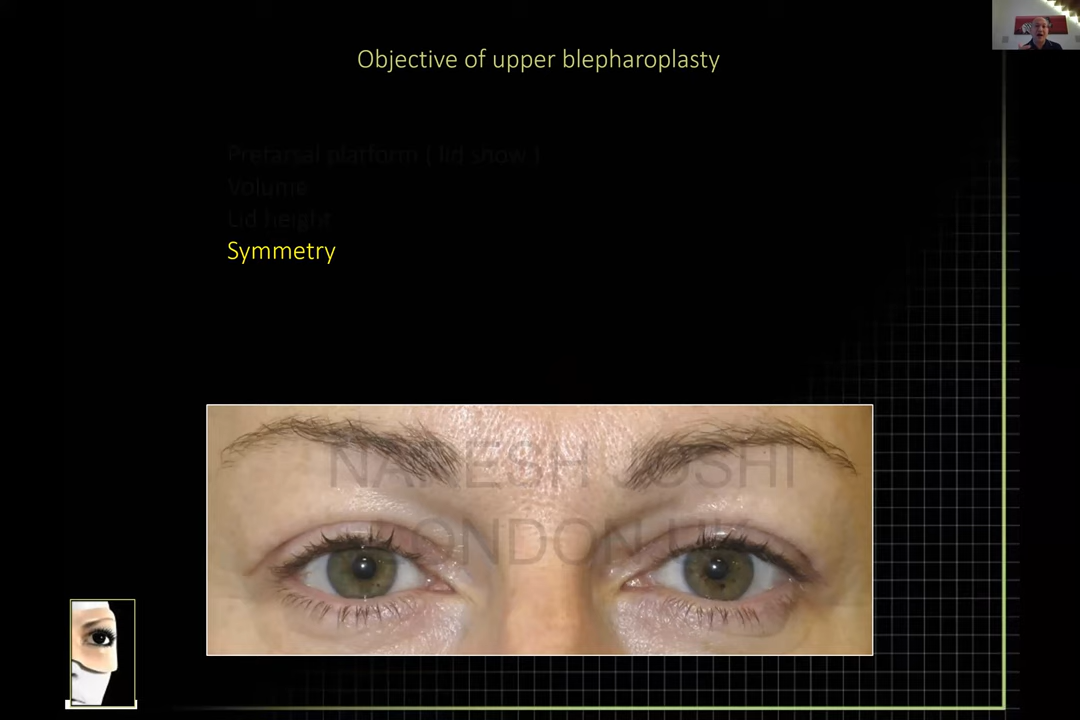 Objective of upper blepharoplasty
Pretarsal platform ( lid show )
Volume
Lid height
Symmetry
NARESH JOSHI
LONDON UK